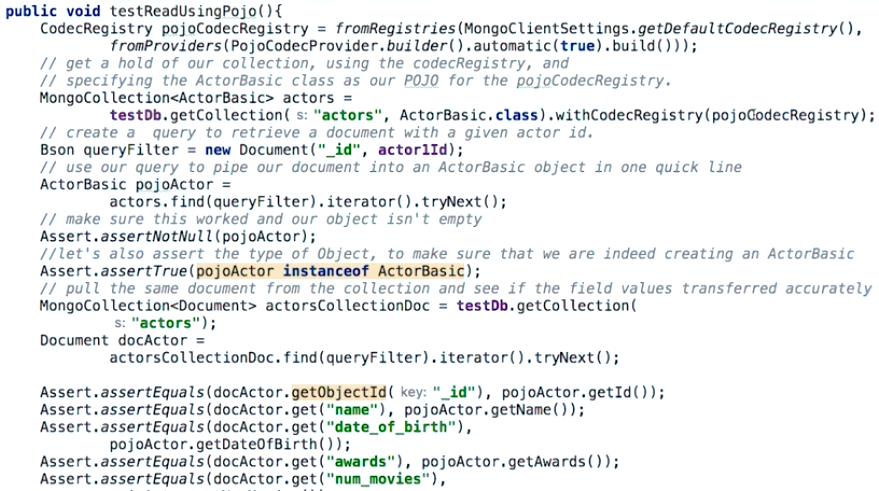 public void testReadUsingPojo(){
CodecRegistry pojoCodecRegistry = fromRegistries(MongoClientSettings.getDefaultCodecRegistry(),
fromProviders(PojoCodecProvider.builder().automatic(true).build()));
// get a hold of our collection, using the codecRegistry, and
// specifying the ActorBasic class as our POJO for the pojoCodecRegistry.
MongoCollection<ActorBasic> actors =
testDb.getCollection( s: "actors", ActorBasic.class).withCodecRegistry(pojoCodecRegistry);
// create a  query to retrieve a document with a given actor id.
Bson queryFilter = new Document("_id", actor1Id);
// use our query to pipe our document into an ActorBasic object in one quick line
ActorBasic pojoActor =
actors.find(queryFilter).iterator().tryNext();
// make sure this worked and our object isn't empty
Assert.assertNotNull(pojoActor);
//let's also assert the type of Object, to make sure that we are indeed creating an ActorBasic
Assert.assertTrue(pojoActor instanceof ActorBasic);
// pull the same document from the collection and see if the field values transferred accurately
MongoCollection<Document> actorsCollectionDoc = testDb.getCollection(
s: "actors");
Document docActor =
actorsCollectionDoc.find(queryFilter).iterator().tryNext();
Assert.assertEquals(docActor.getObjectId( key: "_id"), pojoActor.getId());
Assert.assertEquals(docActor.get("name"), pojoActor.getName());
Assert.assertEquals(docActor.get("date_of_birth"),
pojoActor.getDateOfBirth());
Assert.assertEquals(docActor.get("awards"), pojoActor.getAwards());
Assert.assertEquals(docActor.get("num_movies"),